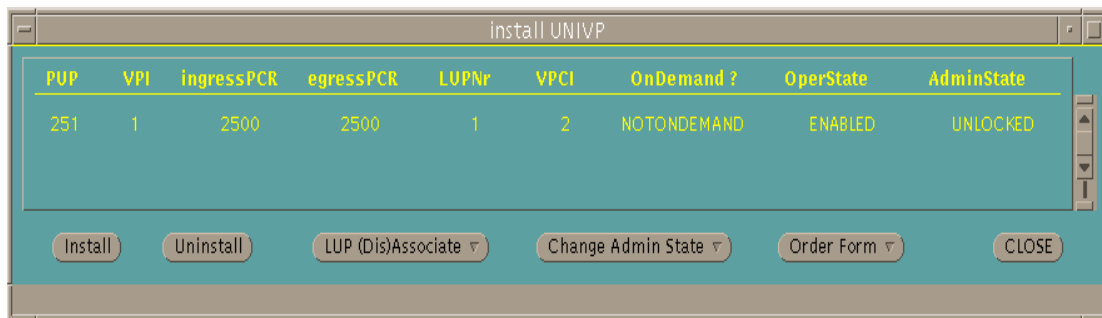 install UNIVP
PUP VPI ingressPCR egressPCR LUPNr VPCI OnDemand ? OperState AdminState
251 1 2500 2500 1 2 NOTONDEMAND ENABLED UNLOCKED
Install Uninstall LUP (Dis)Associate Change Admin State Order Form CLOSE